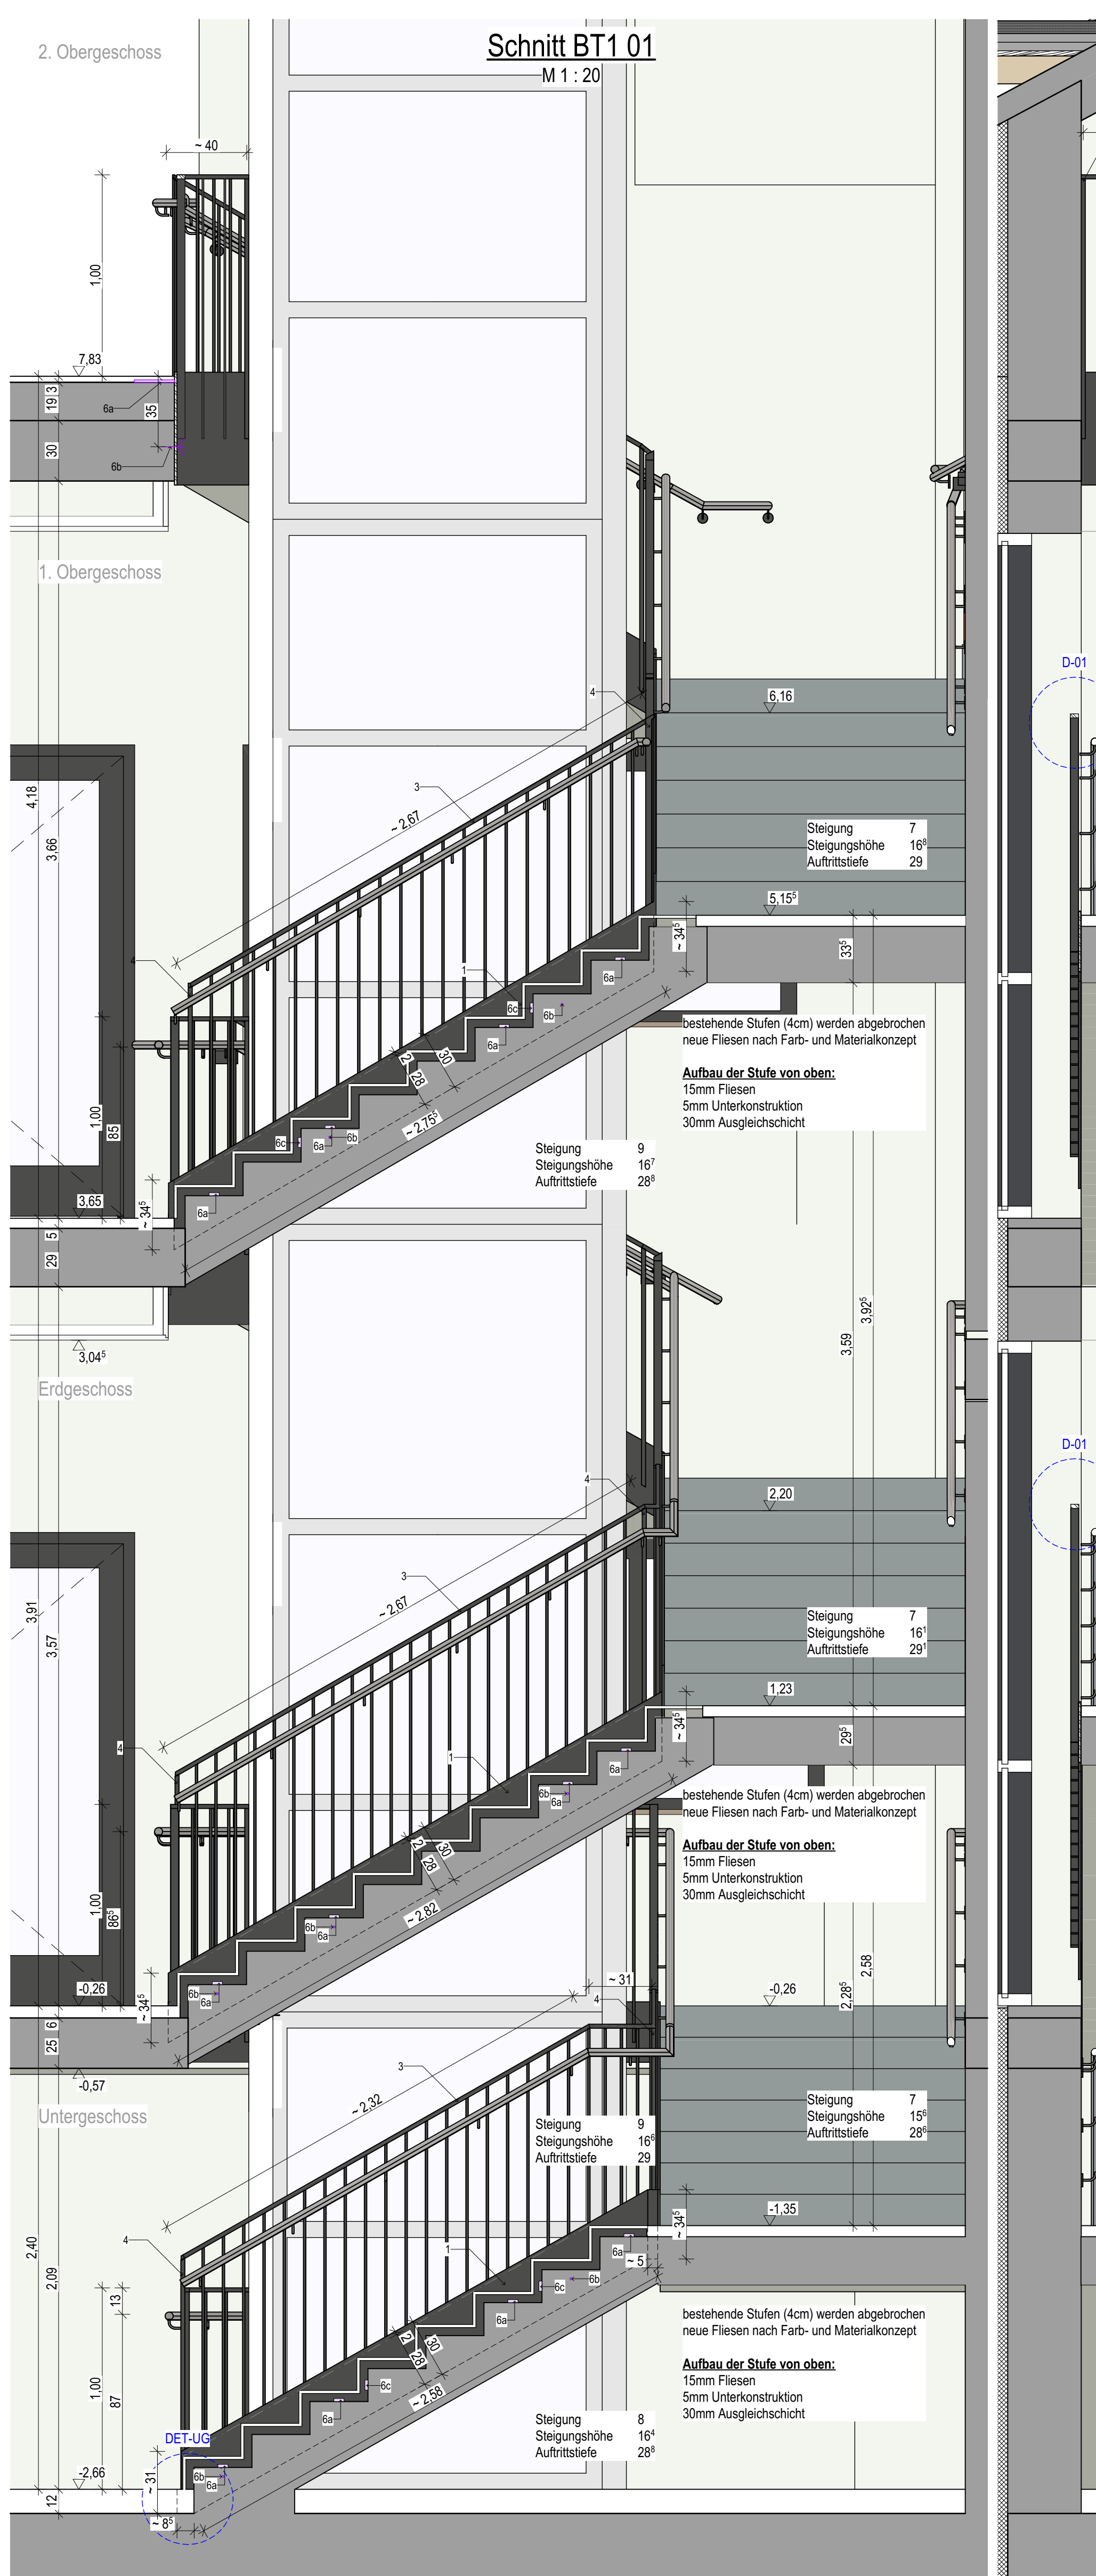 Schnitt BT1 01
M 1 : 20
2. Obergeschoss
~ 40
1,00
7,83
3
19
35
30
6a
6b
1. Obergeschoss
D-01
4
6,16
3
~ 2,67
4,18
3,66
Steigung 7
Steigungshöhe 16⁸
Auftrittstiefe 29
5,15⁵
~ 34⁵
33⁵
4
1
6a
6c
6b
6a
bestehende Stufen (4cm) werden abgebrochen
neue Fliesen nach Farb- und Materialkonzept
Aufbau der Stufe von oben:
15mm Fliesen
5mm Unterkonstruktion
30mm Ausgleichschicht
2
28
30
~ 2,75⁵
1,00
85
6c
6a
6b
Steigung 9
Steigungshöhe 16⁷
Auftrittstiefe 28⁸
3,65
~ 34⁵
6a
5
29
3,04⁵
3,59
3,92⁵
Erdgeschoss
D-01
4
2,20
3
~ 2,67
3,91
3,57
Steigung 7
Steigungshöhe 16¹
Auftrittstiefe 29¹
1,23
~ 34⁵
29⁵
4
1
6a
6b
6a
bestehende Stufen (4cm) werden abgebrochen
neue Fliesen nach Farb- und Materialkonzept
Aufbau der Stufe von oben:
15mm Fliesen
5mm Unterkonstruktion
30mm Ausgleichschicht
2
28
30
~ 2,82
1,00
86⁵
6b
6a
2,28⁵
2,58
-0,26
~ 34⁵
6b
6a
~ 31
-0,26
4
6
25
-0,57
3
~ 2,32
Untergeschoss
Steigung 9
Steigungshöhe 16⁶
Auftrittstiefe 29
Steigung 7
Steigungshöhe 15⁶
Auftrittstiefe 28⁶
-1,35
~ 34⁵
4
2,40
2,09
1
6a
~ 5
6b
6c
6a
13
1,00
87
bestehende Stufen (4cm) werden abgebrochen
neue Fliesen nach Farb- und Materialkonzept
Aufbau der Stufe von oben:
15mm Fliesen
5mm Unterkonstruktion
30mm Ausgleichschicht
2
28
30
~ 2,58
6c
6a
Steigung 8
Steigungshöhe 16⁴
Auftrittstiefe 28⁸
DET-UG
-2,66
~ 31
6b
6a
12
~ 8⁵